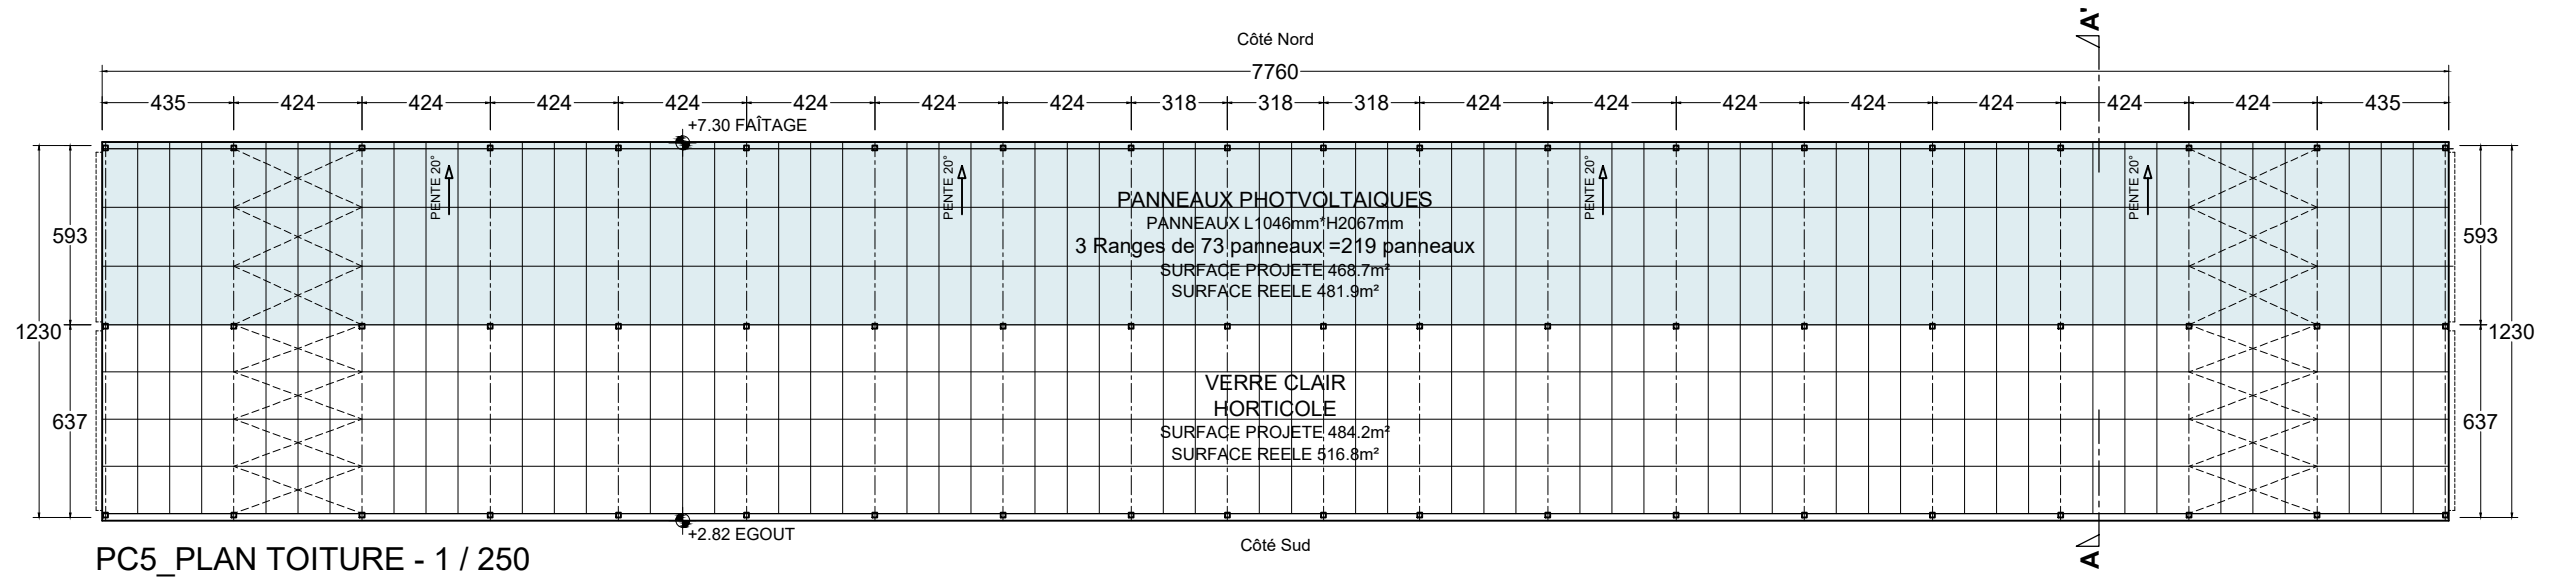 A'
Côté Nord
7760
435 424 424 424 424 424 424 424 318 318 318 424 424 424 424 424 424 424 435
+7.30 FAÎTAGE
PENTE 20°
PENTE 20°
PENTE 20°
PENTE 20°
PANNEAUX PHOTVOLTAIQUES
PANNEAUX L1046mm*H2067mm
593
3 Ranges de 73 panneaux =219 panneaux
593
SURFACE PROJETE 468.7m²
SURFACE REELE 481.9m²
1230
1230
VERRE CLAIR
HORTICOLE
637
637
SURFACE PROJETE 484.2m²
SURFACE REELE 516.8m²
+2.82 EGOUT
Côté Sud
A
PC5_PLAN TOITURE - 1 / 250